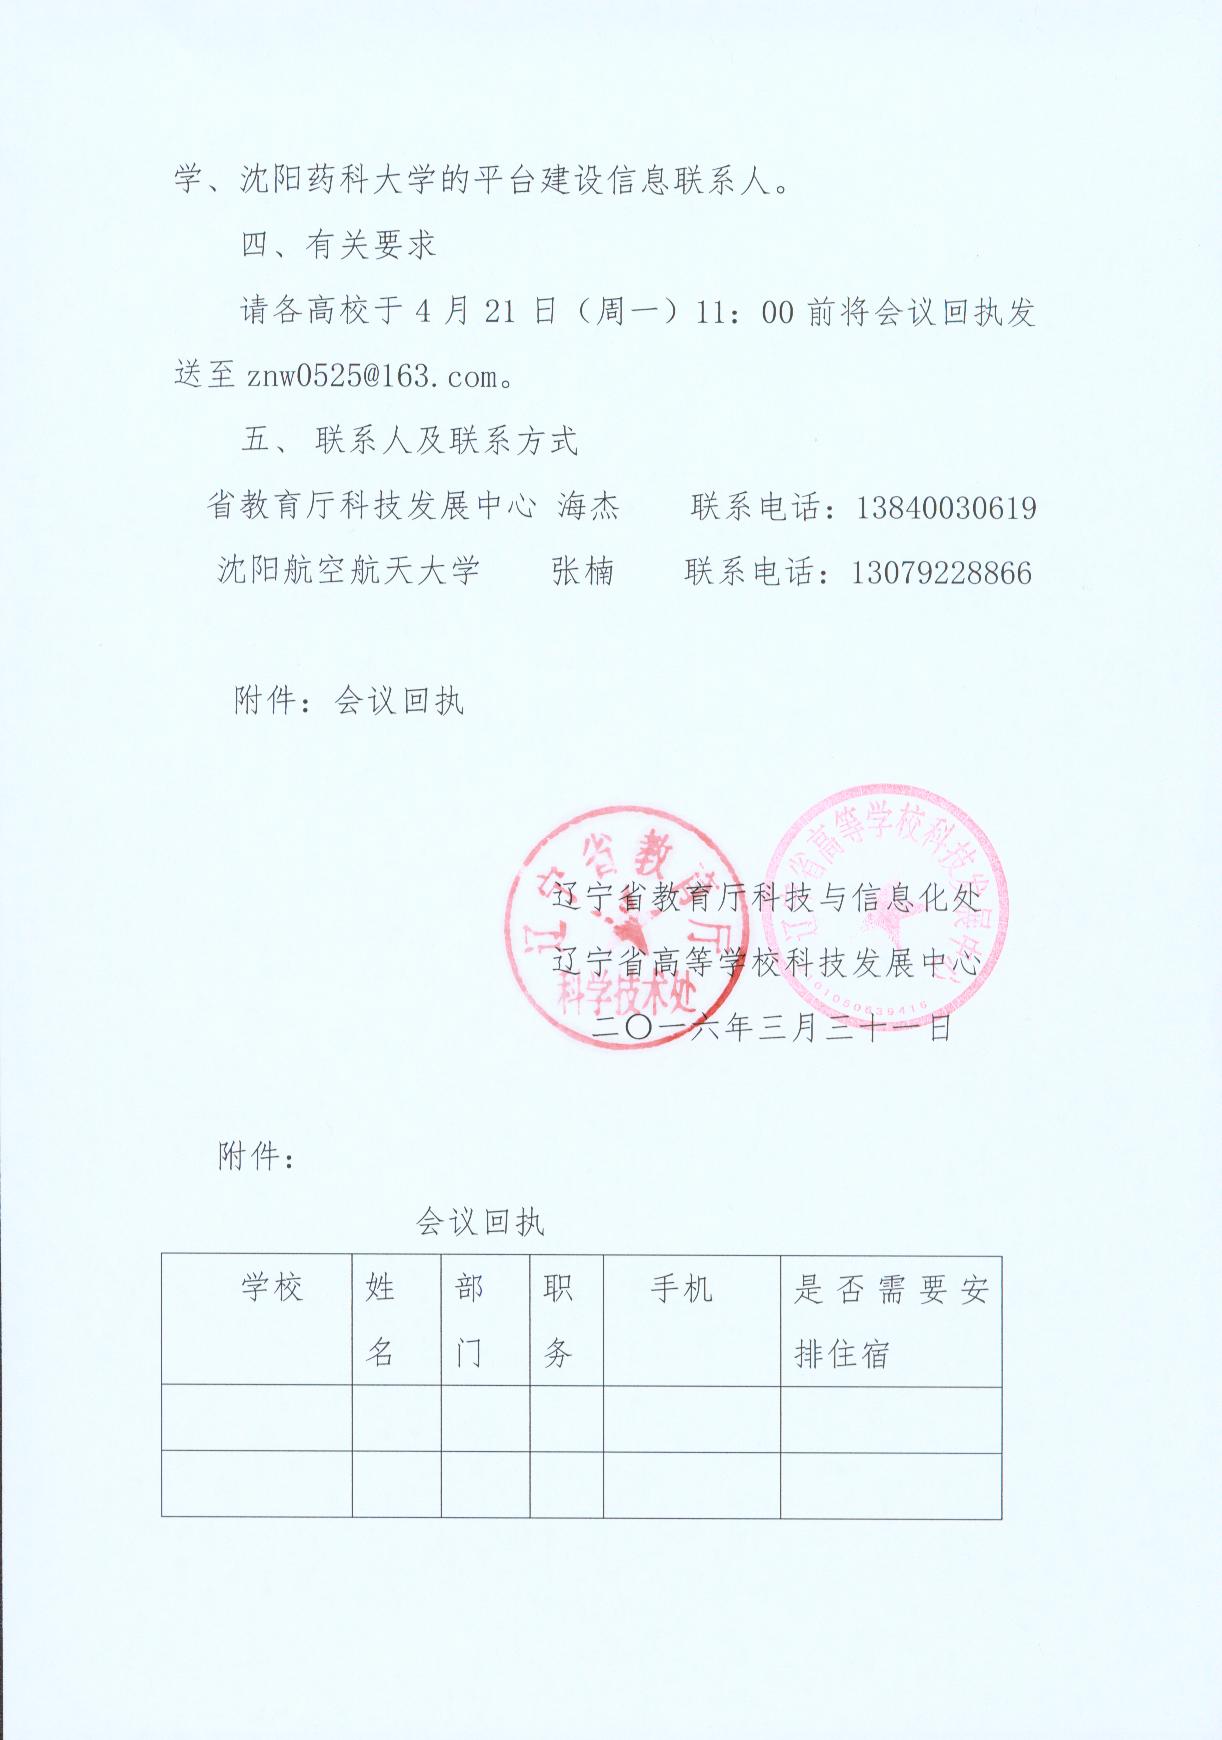 学、沈阳药科大学的平台建设信息联系人。
四、有关要求
请各高校于 4 月 21 日（周一）11：00 前将会议回执发
送至 znw0525@163.com。
五、 联系人及联系方式
省教育厅科技发展中心 海杰 联系电话：13840030619
沈阳航空航天大学 张楠 联系电话：13079228866
附件：会议回执
辽宁省教育厅
科学技术处
辽宁省高等学校科技发展中心
辽宁省教育厅科技与信息化处
辽宁省高等学校科技发展中心
二〇一六年三月三十一日
附件：
会议回执
学校 姓名 部门 职务 手机 是否需要安排住宿